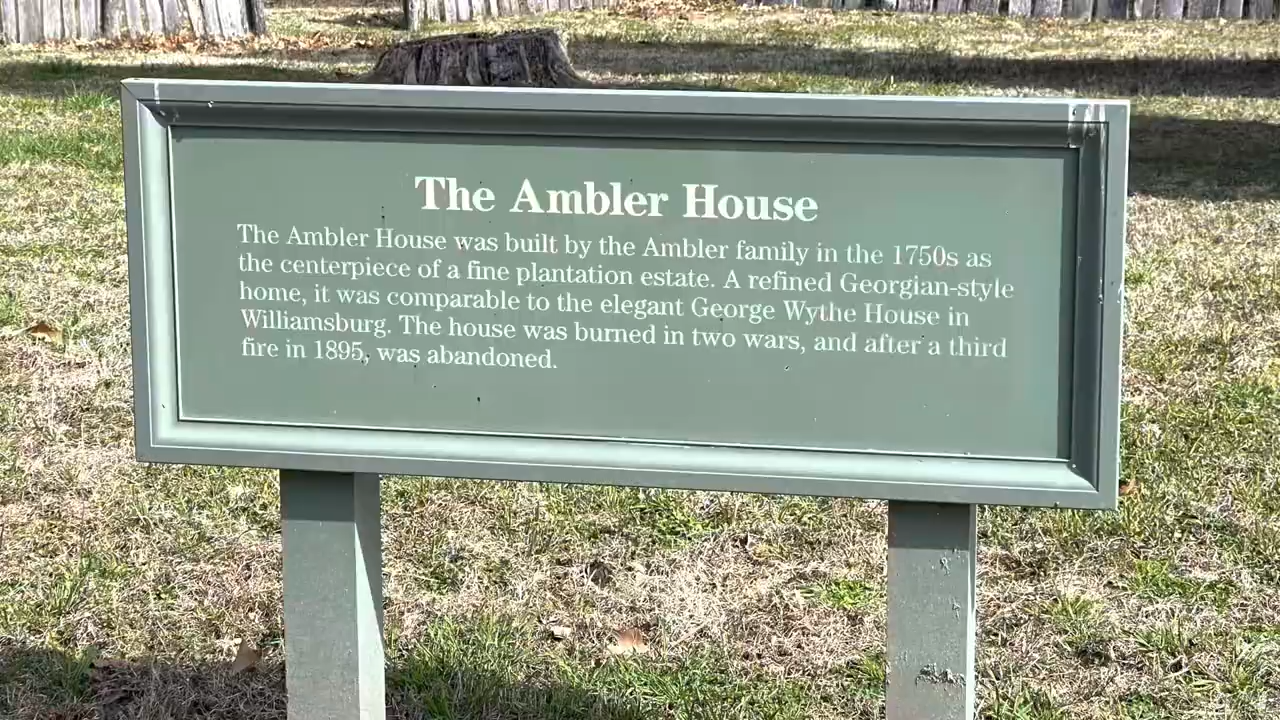 The Ambler House
The Ambler House was built by the Ambler family in the 1750s as
the centerpiece of a fine plantation estate. A refined Georgian-style
home, it was comparable to the elegant George Wythe House in
Williamsburg. The house was burned in two wars, and after a third
fire in 1895, was abandoned.